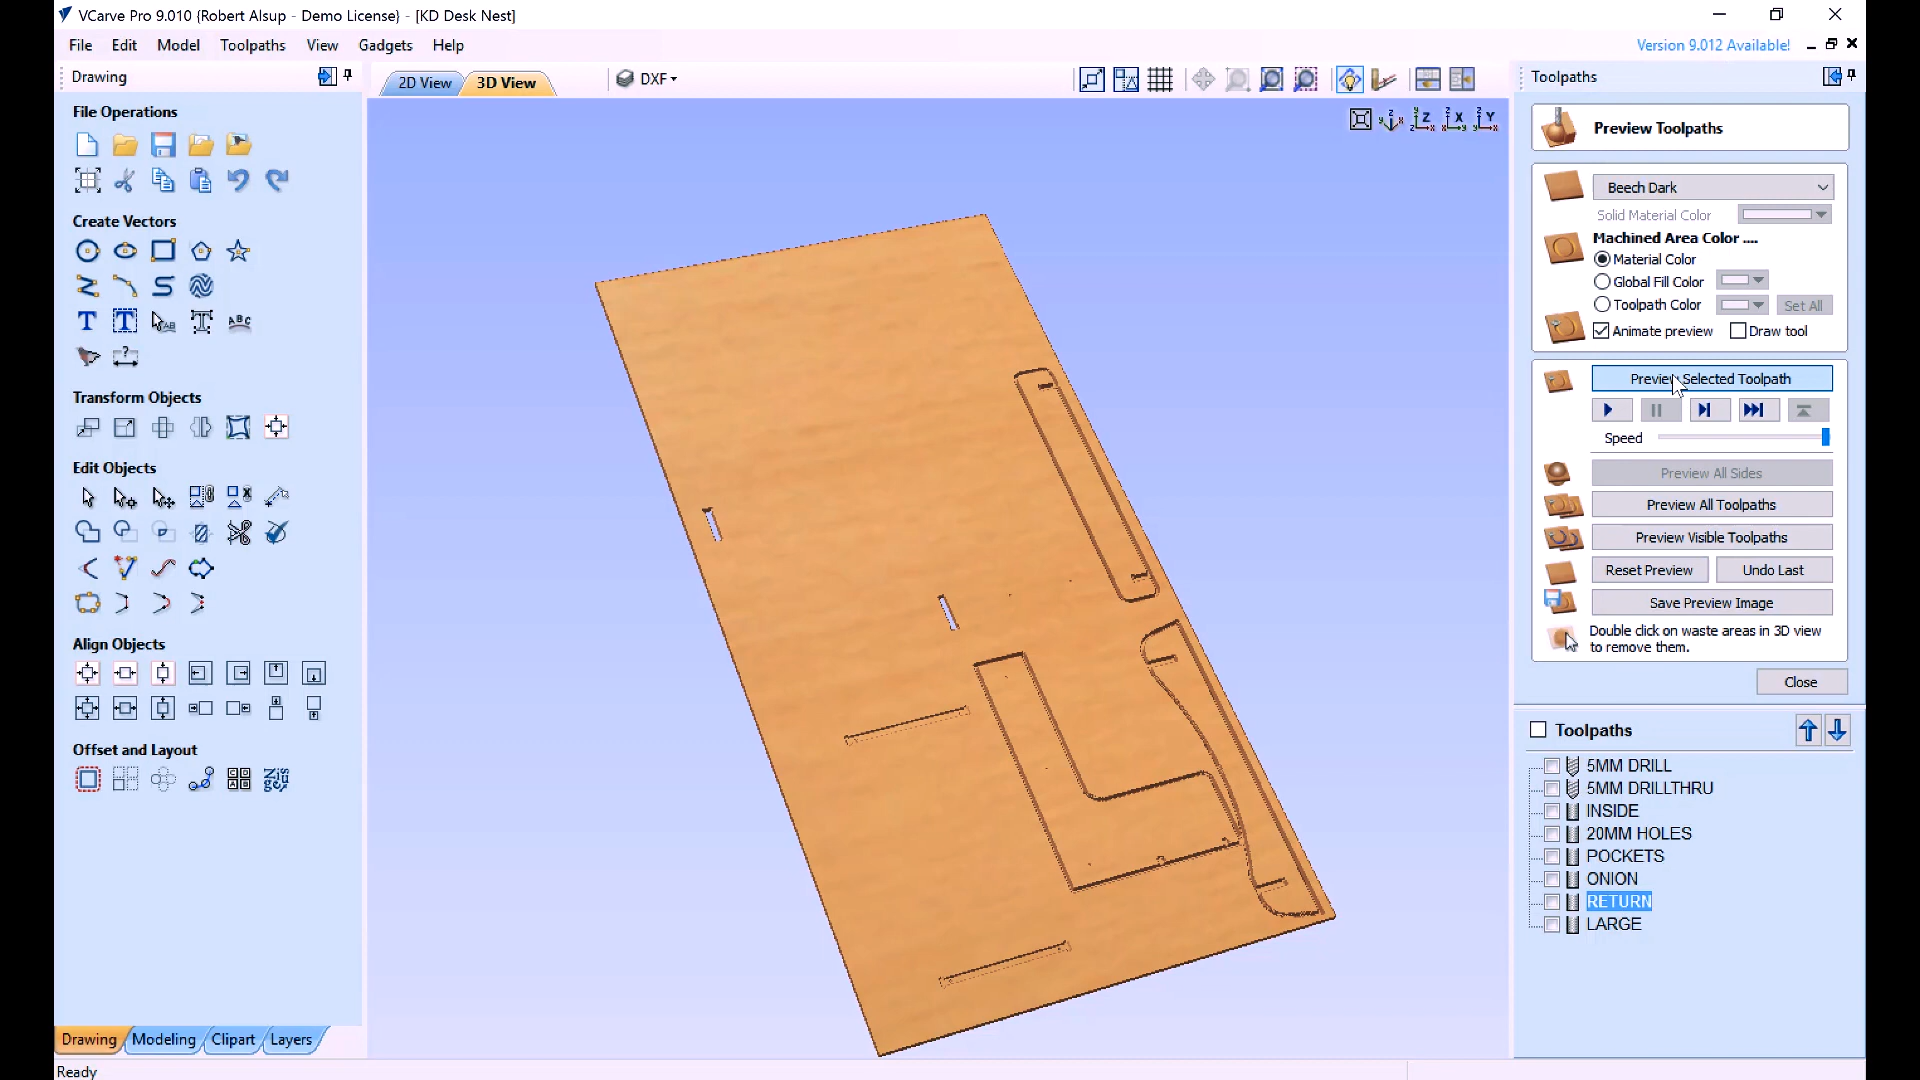 VCarve Pro 9.010 {Robert Alsup - Demo License} - [KD Desk Nest]
File Edit Model Toolpaths View Gadgets Help
Version 9.012 Available!
Drawing
File Operations
Create Vectors
Transform Objects
Edit Objects
Align Objects
Offset and Layout
Drawing Modeling Clipart Layers
Ready
2D View 3D View
DXF
Toolpaths
Preview Toolpaths
Beech Dark
Solid Material Color
Machined Area Color ....
Material Color
Global Fill Color
Toolpath Color Set All
Animate preview Draw tool
Preview Selected Toolpath
Speed
Preview All Sides
Preview All Toolpaths
Preview Visible Toolpaths
Reset Preview Undo Last
Save Preview Image
Double click on waste areas in 3D view
to remove them.
Close
Toolpaths
5MM DRILL
5MM DRILLTHRU
INSIDE
20MM HOLES
POCKETS
ONION
RETURN
LARGE